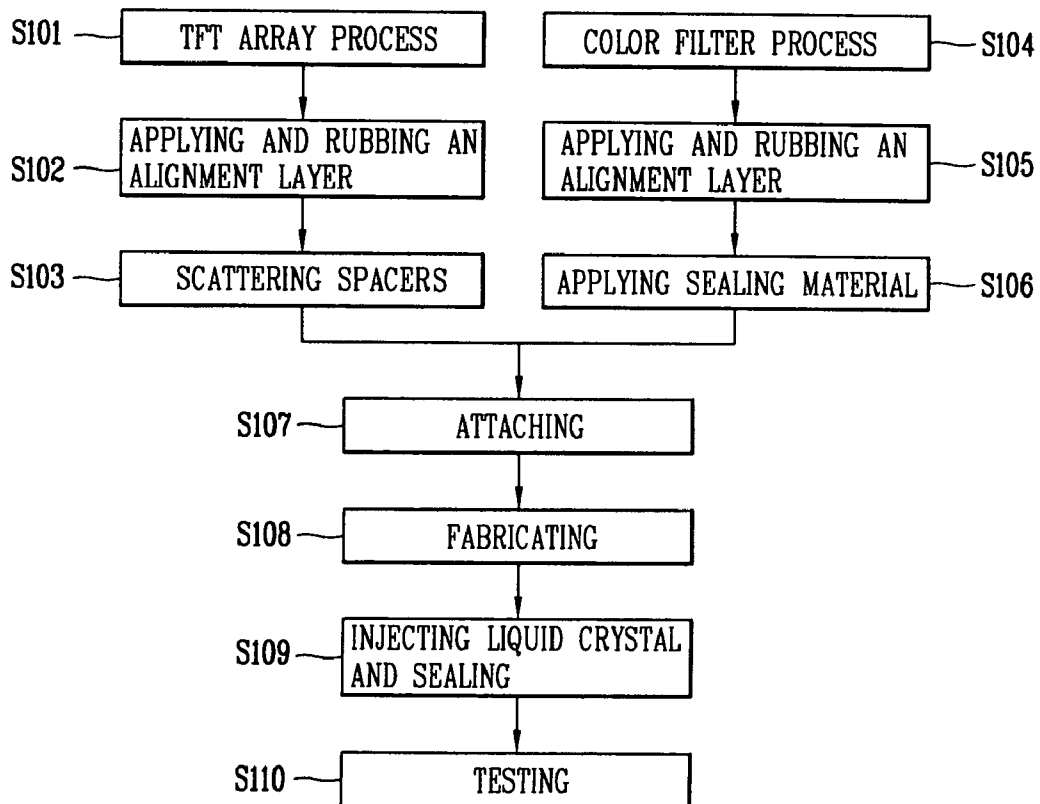 S101
TFT ARRAY PROCESS
COLOR FILTER PROCESS
S104
S102
APPLYING AND RUBBING AN
ALIGNMENT LAYER
APPLYING AND RUBBING AN
ALIGNMENT LAYER
S105
S103
SCATTERING SPACERS
APPLYING SEALING MATERIAL
S106
S107
ATTACHING
S108
FABRICATING
S109
INJECTING LIQUID CRYSTAL
AND SEALING
S110
TESTING